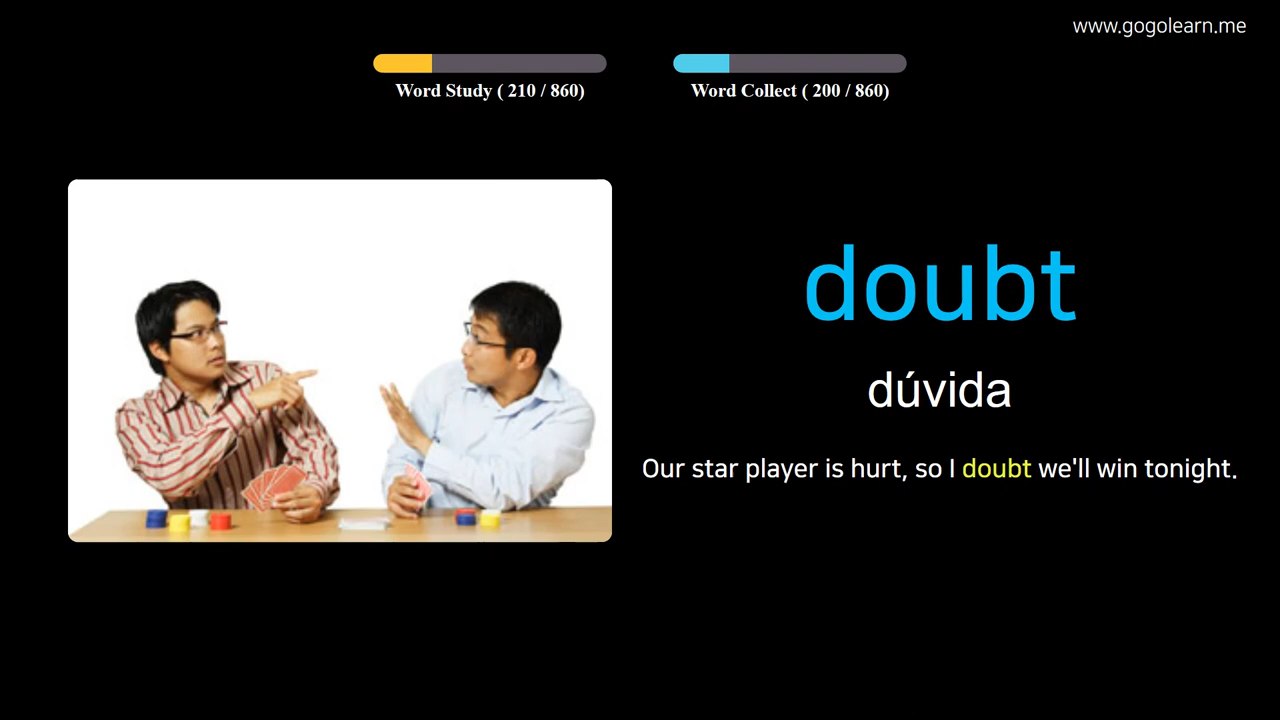 www.gogolearn.me
Word Study ( 210 / 860)
Word Collect ( 200 / 860)
doubt
dúvida
Our star player is hurt, so I doubt we'll win tonight.